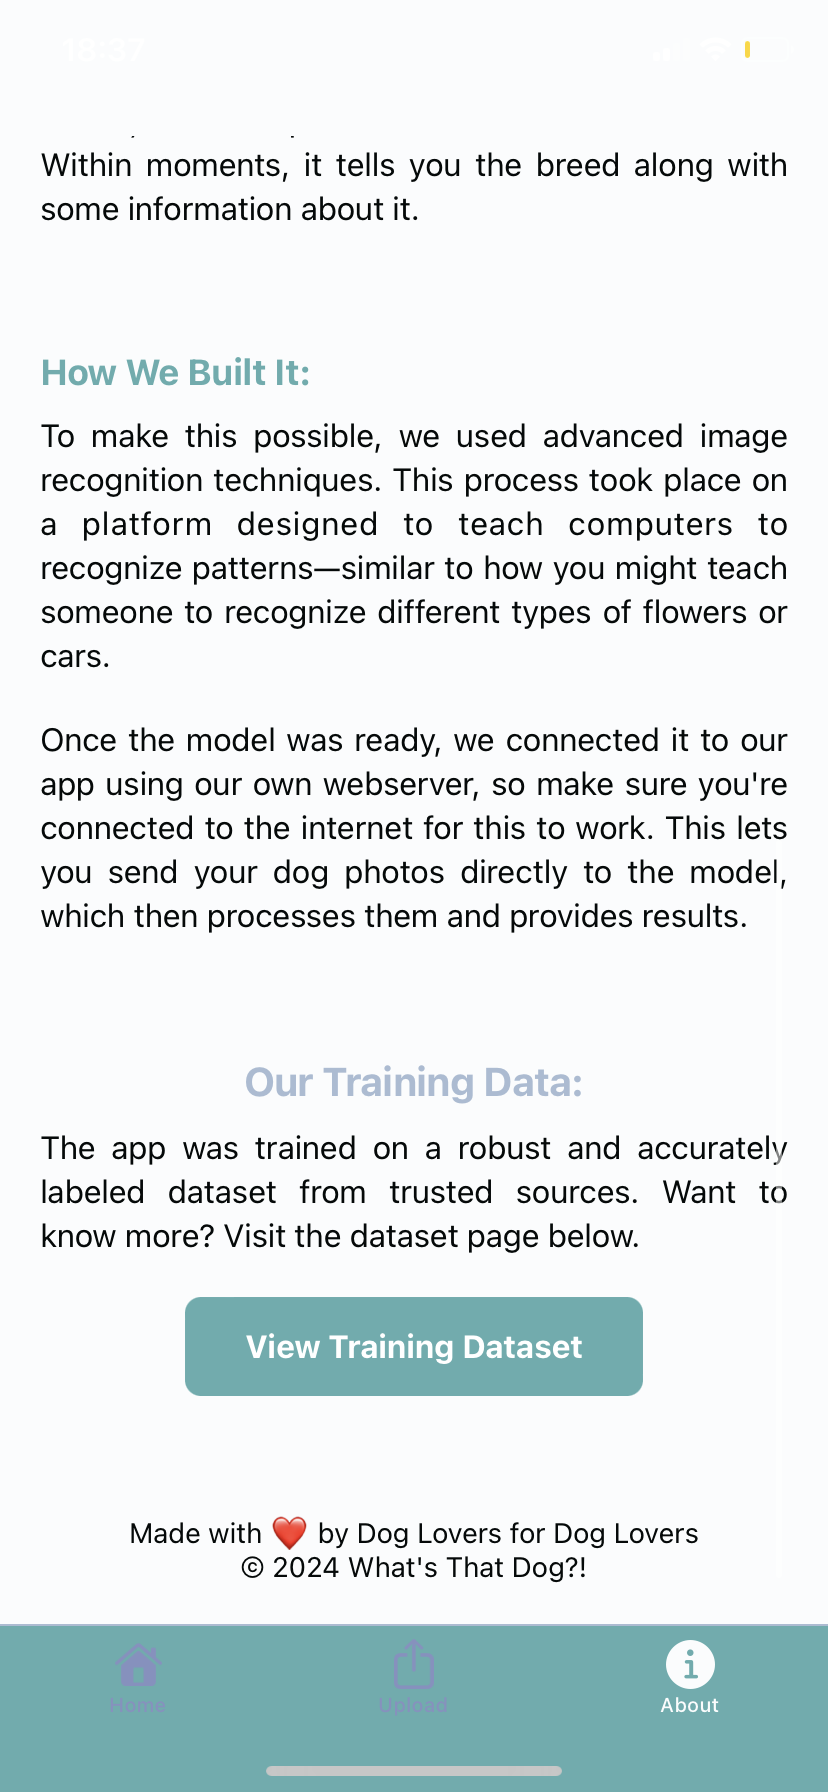 18:37
Within moments, it tells you the breed along with
some information about it.
How We Built It:
To make this possible, we used advanced image
recognition techniques. This process took place on
a platform designed to teach computers to
recognize patterns—similar to how you might teach
someone to recognize different types of flowers or
cars.
Once the model was ready, we connected it to our
app using our own webserver, so make sure you're
connected to the internet for this to work. This lets
you send your dog photos directly to the model,
which then processes them and provides results.
Our Training Data:
The app was trained on a robust and accurately
labeled dataset from trusted sources. Want to
know more? Visit the dataset page below.
View Training Dataset
Made with ❤️ by Dog Lovers for Dog Lovers
© 2024 What's That Dog?!
Home Upload About